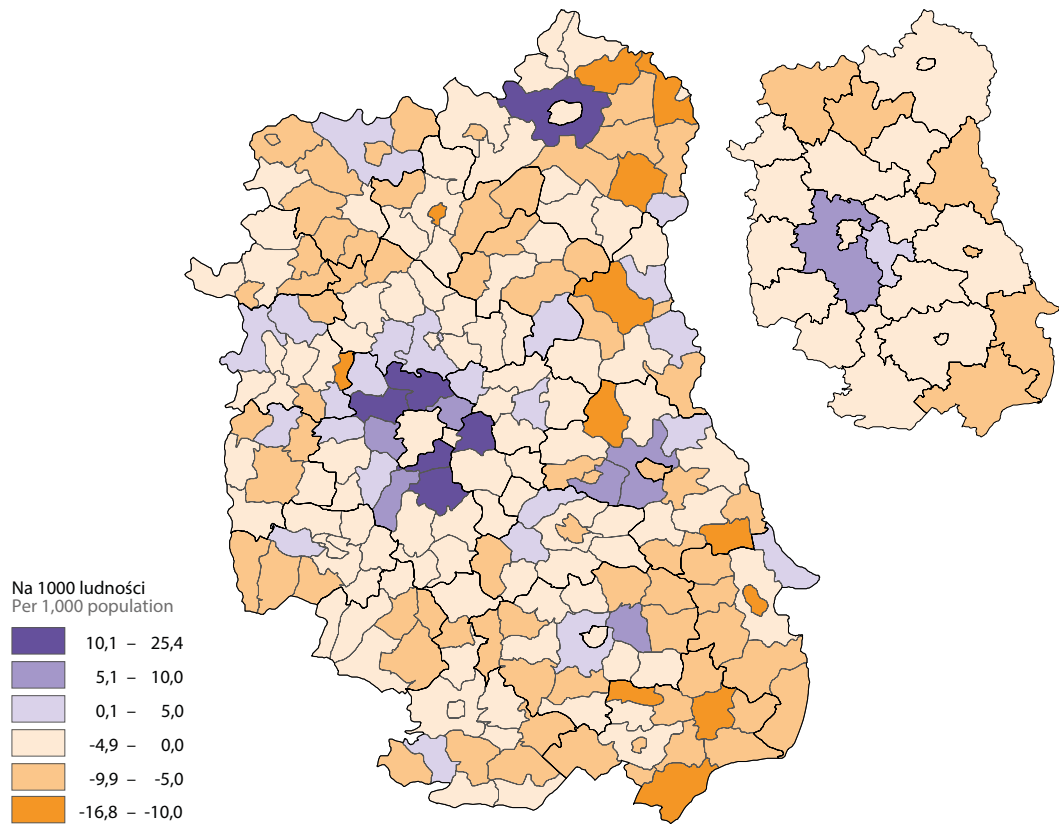 Na 1000 ludności
Per 1,000 population
10,1 – 25,4
5,1 – 10,0
0,1 – 5,0
-4,9 – 0,0
-9,9 – -5,0
-16,8 – -10,0